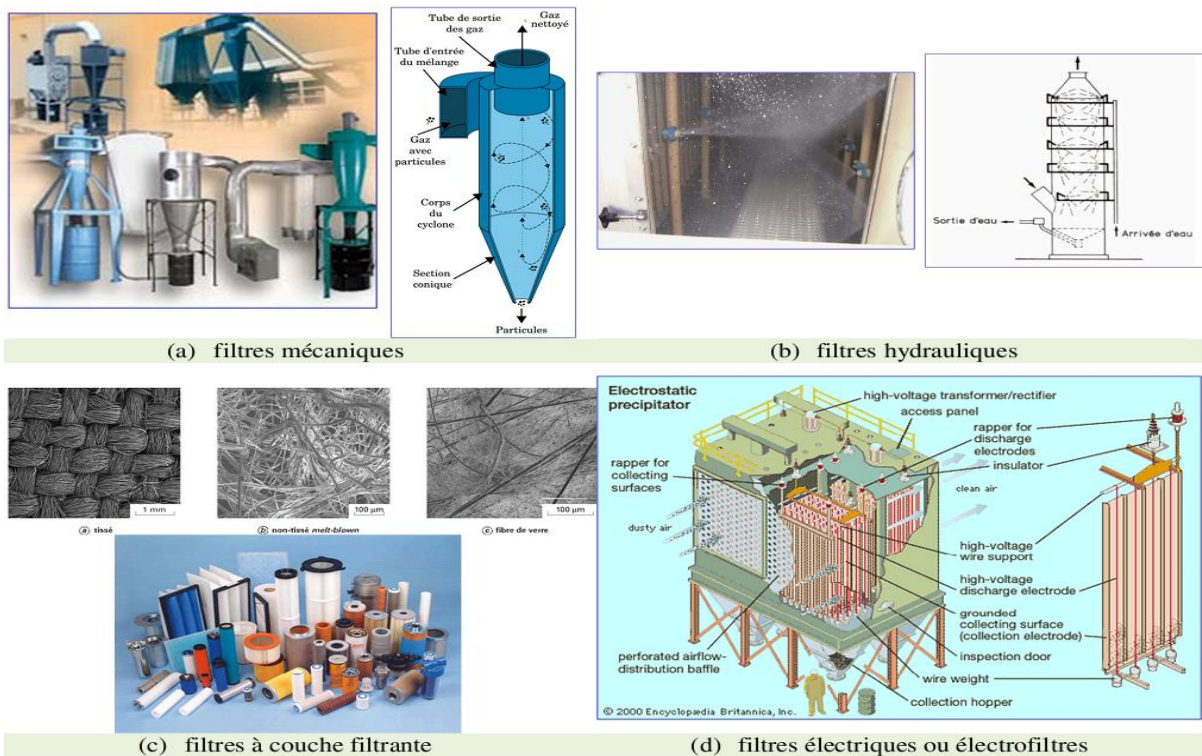 Tube de sortie
des gaz
Gaz
nettoyé
Tube d'entrée
du mélange
Gaz
avec
particules
Corps
du
cyclone
Section
conique
Particules
Sortie d'eau
Arrivée d'eau
(a) filtres mécaniques
(b) filtres hydrauliques
1 mm
100 µm
100 µm
a tissé
b non-tissé melt-blown
c fibre de verre
(c) filtres à couche filtrante
Electrostatic
precipitator
high-voltage transformer/rectifier
access panel
rapper for
discharge
electrodes
insulator
rapper for
collecting
surfaces
clean air
dusty air
high-voltage
wire support
high-voltage
discharge electrode
grounded
collecting surface
(collection electrode)
perforated airflow-
distribution baffle
inspection door
wire weight
collection hopper
© 2000 Encyclopædia Britannica, Inc.
(d) filtres électriques ou électrofiltres